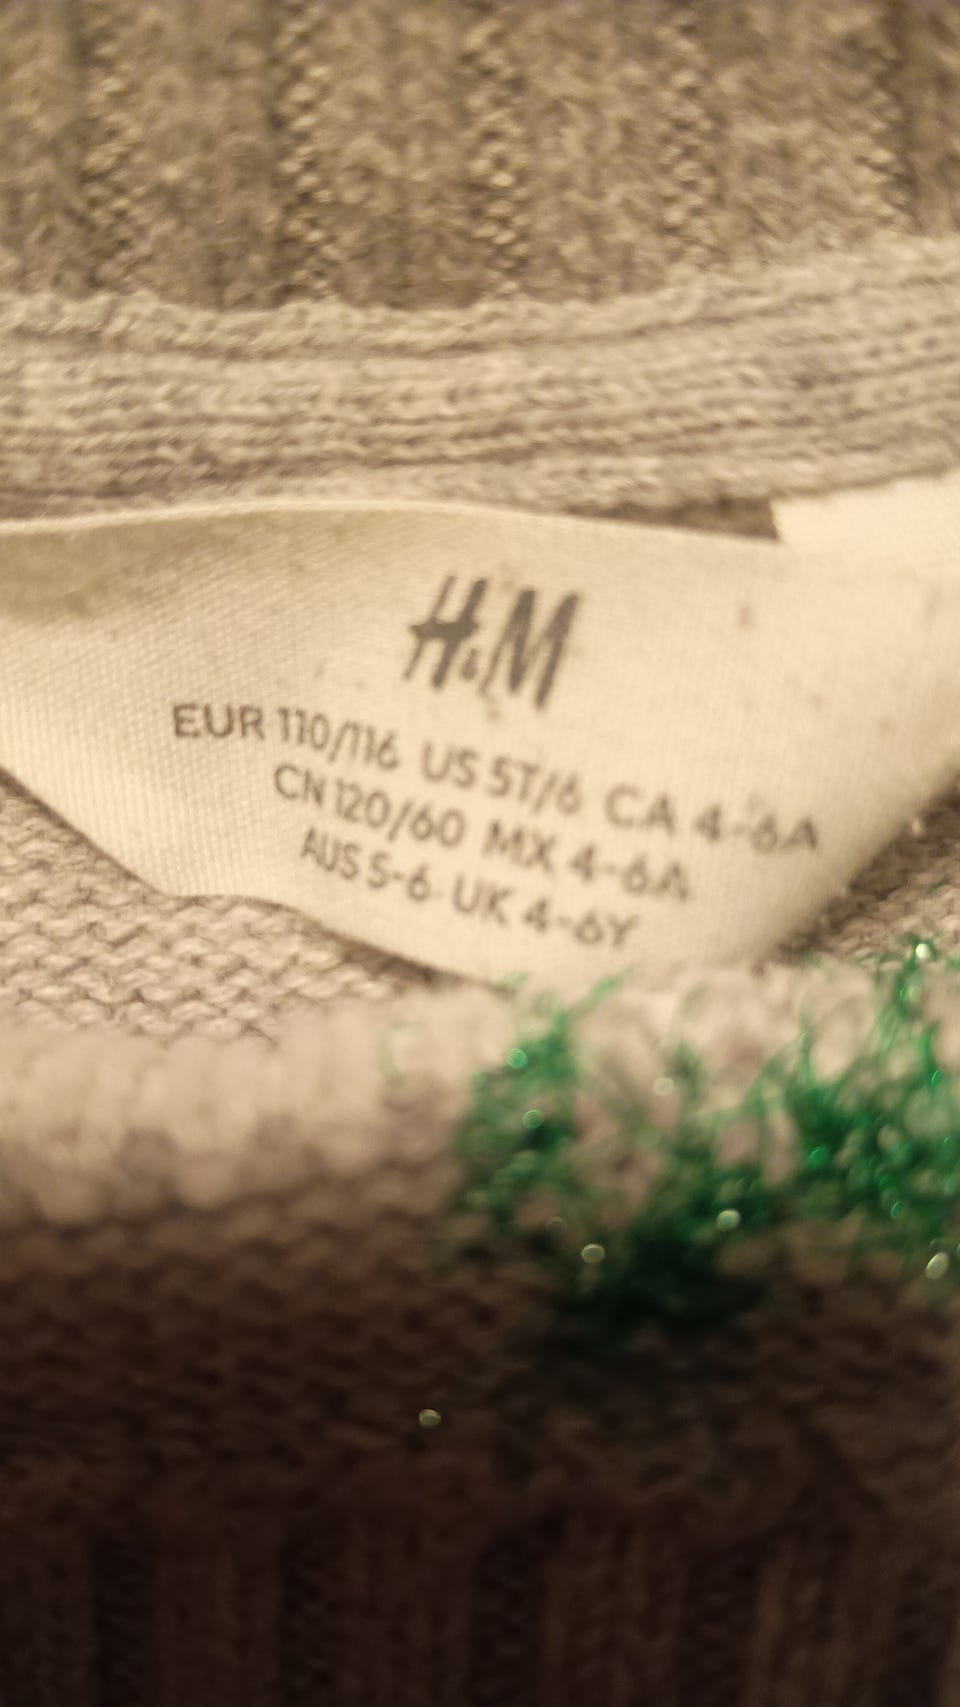 H&M
EUR 110/116 US 5T/6 CA 4-6A
CN 120/60 MX 4-6A
AUS 5-6 UK 4-6Y